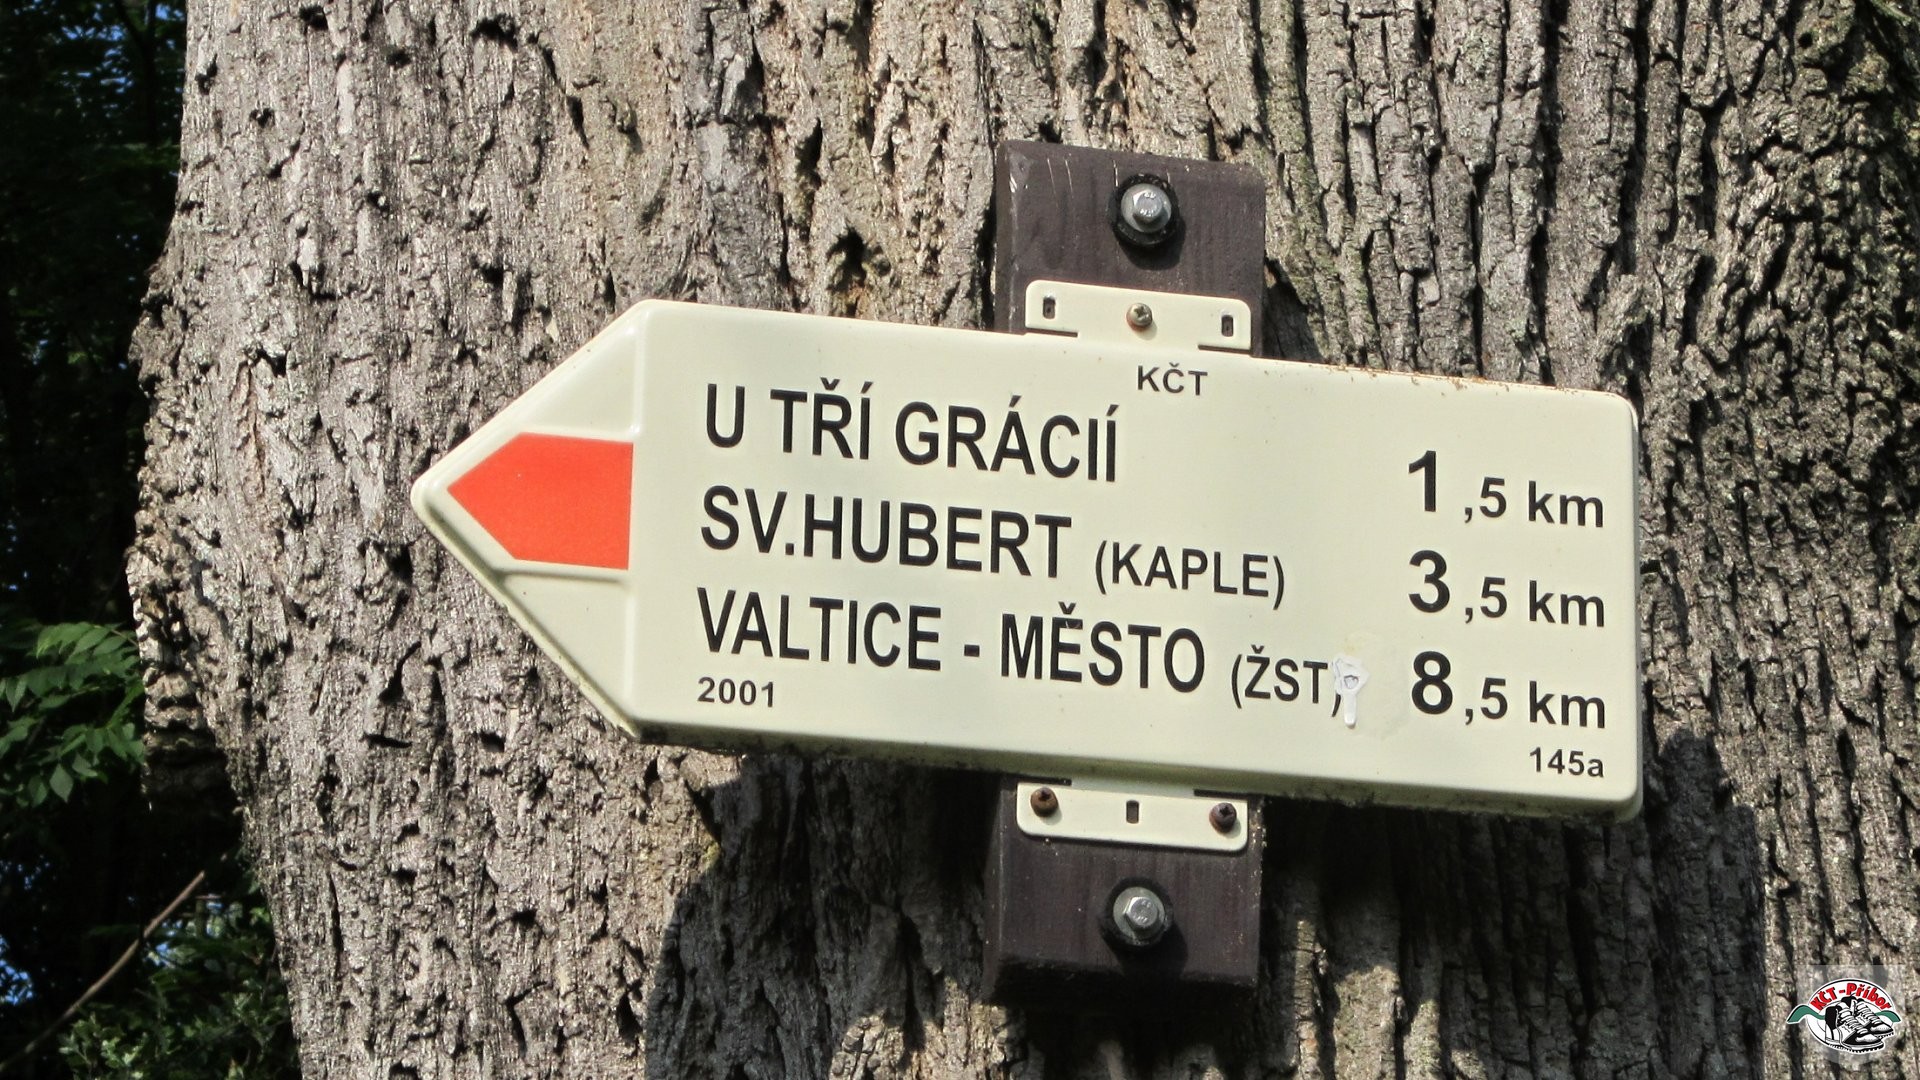 KČT
U TŘÍ GRÁCIÍ 1,5 km
SV.HUBERT (KAPLE) 3,5 km
VALTICE - MĚSTO (ŽST) 8,5 km
2001 145a
KČT-Příbor